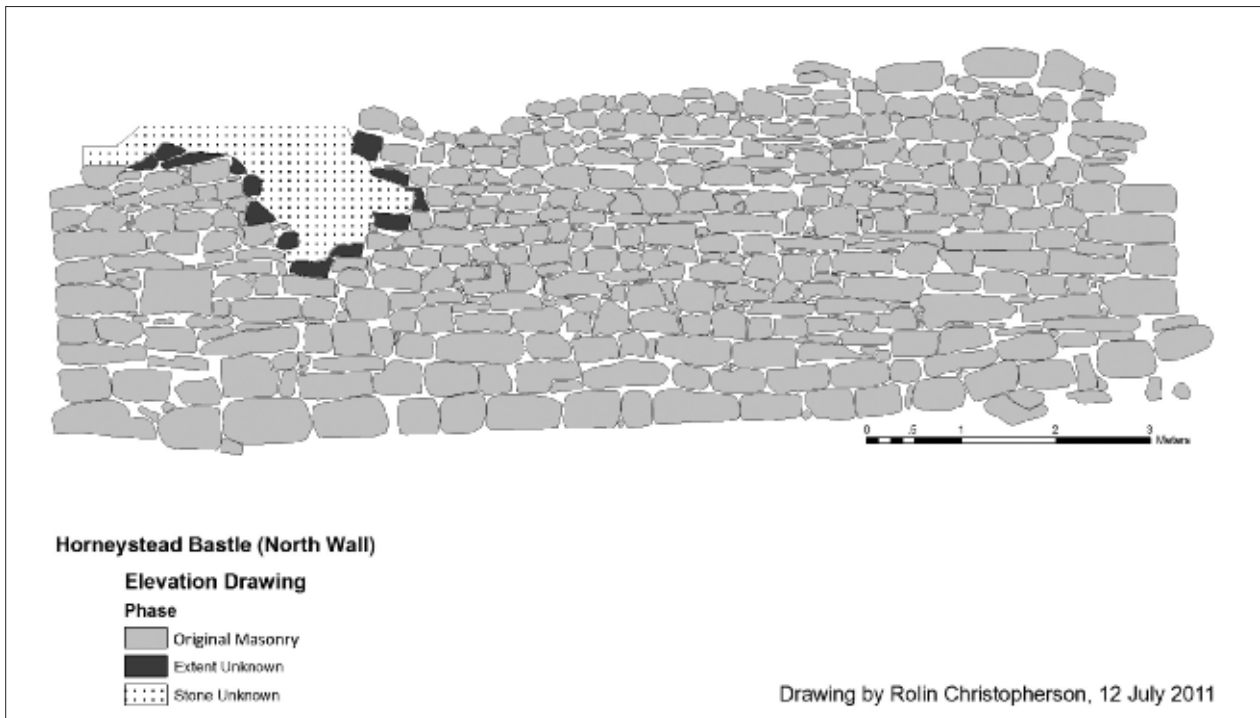 0 .5 1 2 3 Meters
Horneystead Bastle (North Wall)
Elevation Drawing
Phase
Original Masonry
Extent Unknown
Stone Unknown
Drawing by Rolin Christopherson, 12 July 2011